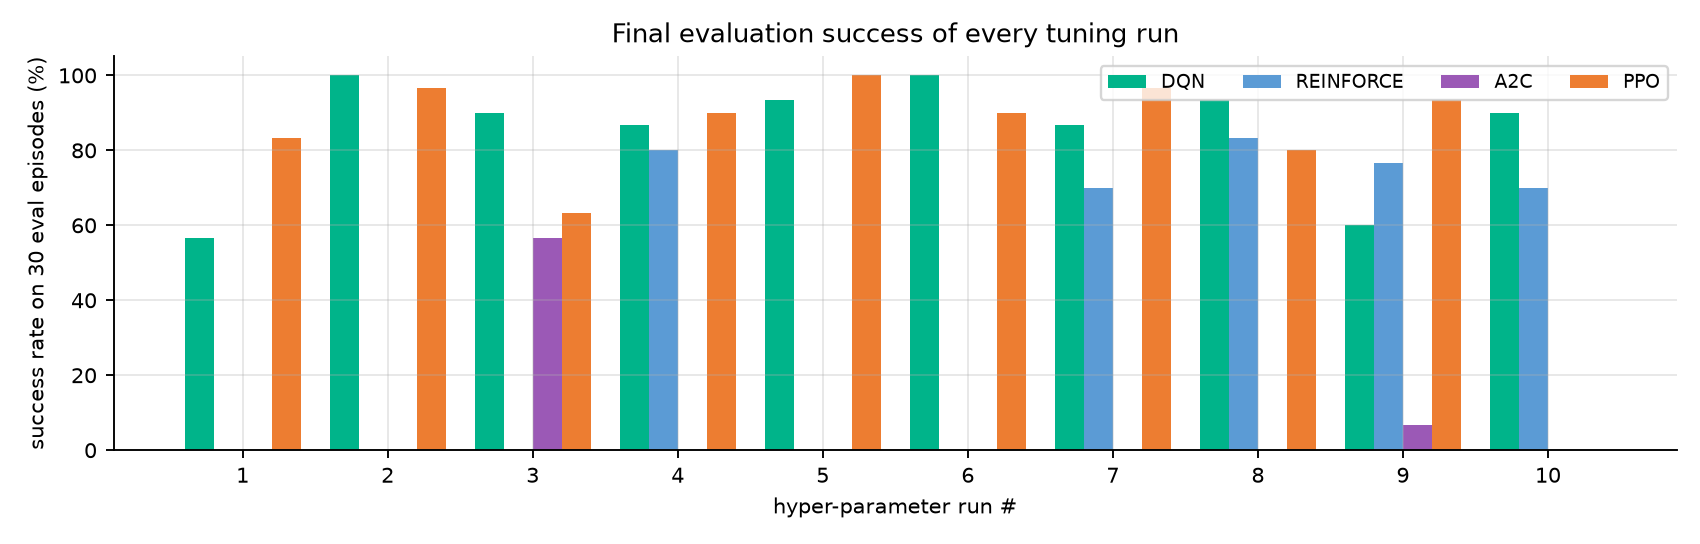 Final evaluation success of every tuning run
success rate on 30 eval episodes (%)
100
80
60
40
20
0
DQN REINFORCE A2C PPO
1 2 3 4 5 6 7 8 9 10
hyper-parameter run #